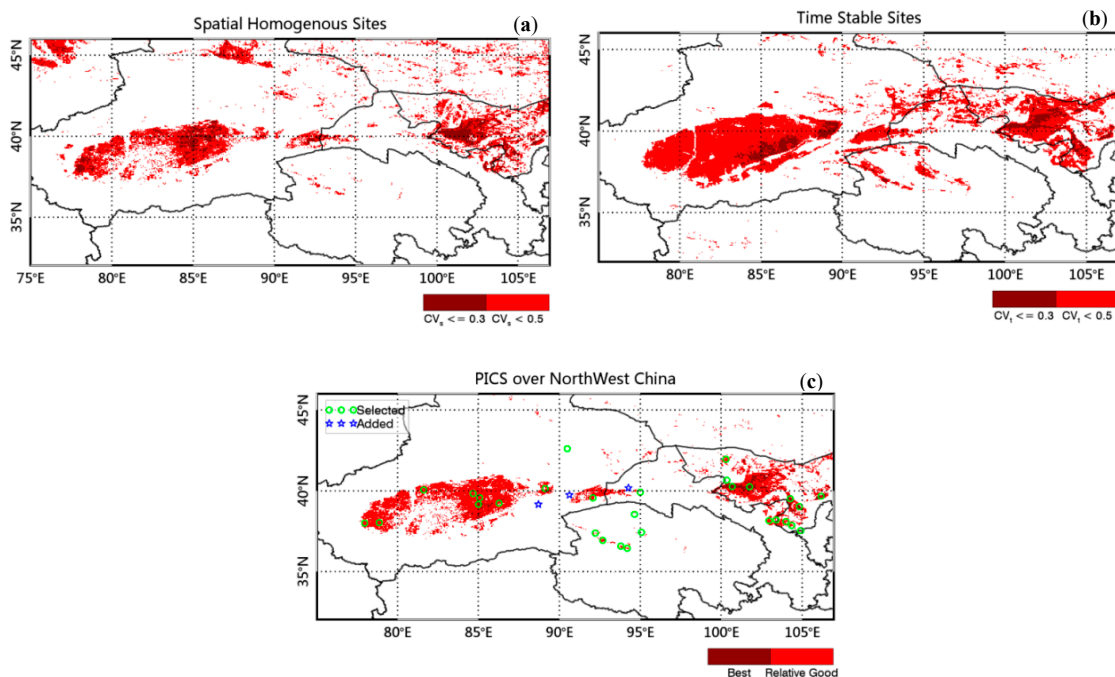 Spatial Homogenous Sites
(a)
45°N
40°N
35°N
75°E 80°E 85°E 90°E 95°E 100°E 105°E
CVs <= 0.3 CVs < 0.5
Time Stable Sites
(b)
45°N
40°N
35°N
80°E 85°E 90°E 95°E 100°E 105°E
CVt <= 0.3 CVt < 0.5
PICS over NorthWest China
(c)
Selected
Added
45°N
40°N
35°N
80°E 85°E 90°E 95°E 100°E 105°E
Best Relative Good